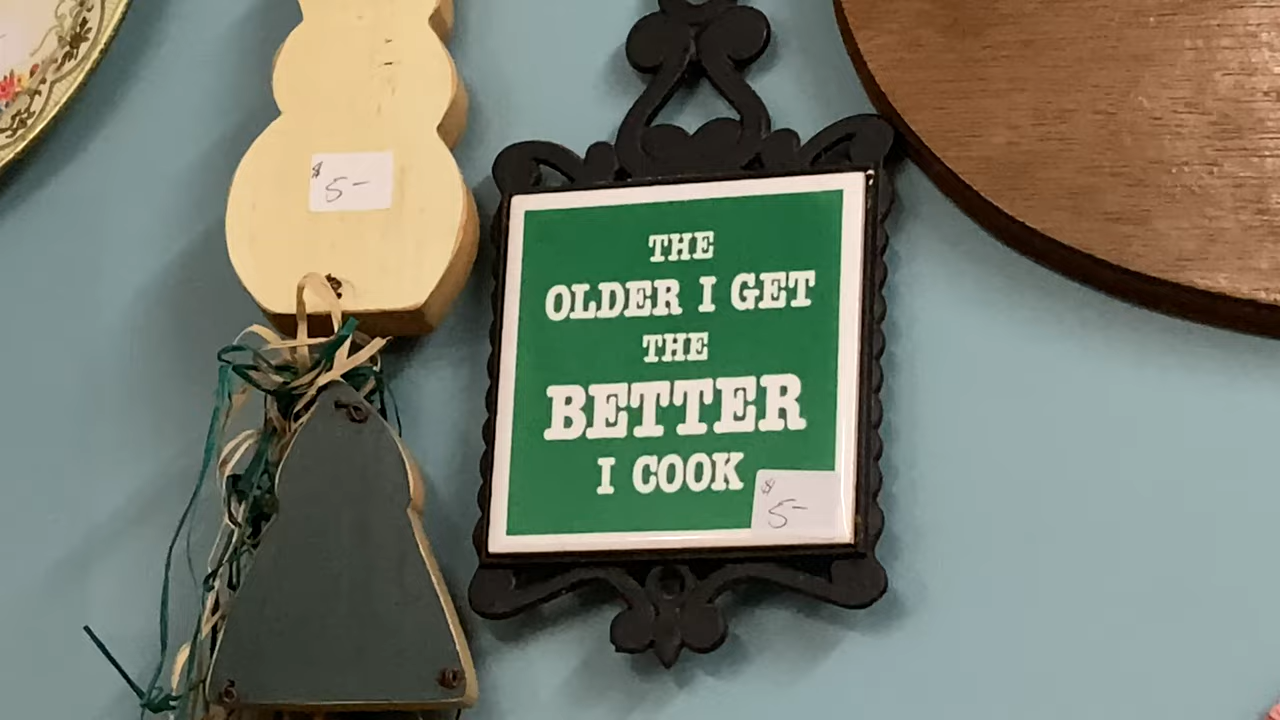 $5-
THE
OLDER I GET
THE
BETTER
I COOK
$5-